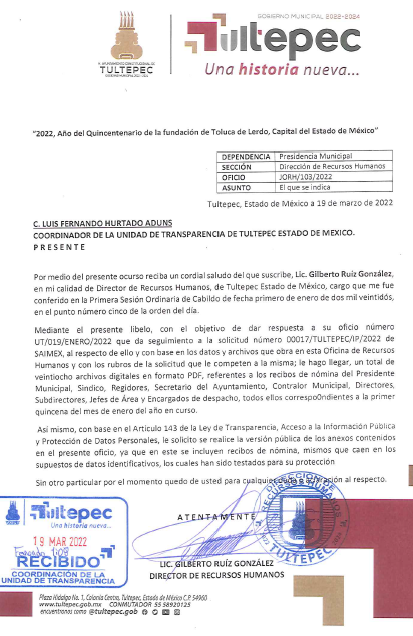 GOBIERNO MUNICIPAL 2022-2024
H. AYUNTAMIENTO CONSTITUCIONAL DE
TULTEPEC
Tultepec
Una historia nueva...
"2022, Año del Quincentenario de la fundación de Toluca de Lerdo, Capital del Estado de México"
DEPENDENCIA Presidencia Municipal
SECCIÓN Dirección de Recursos Humanos
OFICIO JORH/103/2022
ASUNTO El que se indica
Tultepec, Estado de México a 19 de marzo de 2022
C. LUIS FERNANDO HURTADO ADUNS
COORDINADOR DE LA UNIDAD DE TRANSPARENCIA DE TULTEPEC ESTADO DE MEXICO.
P R E S E N T E
Por medio del presente ocurso reciba un cordial saludo del que suscribe, Lic. Gilberto Ruíz González,
en mi calidad de Director de Recursos Humanos, de Tultepec Estado de México, cargo que me fue
conferido en la Primera Sesión Ordinaria de Cabildo de fecha primero de enero de dos mil veintidós,
en el punto número cinco de la orden del día.
Mediante el presente libelo, con el objetivo de dar respuesta a su oficio número
UT/019/ENERO/2022 que da seguimiento a la solicitud número 00017/TULTEPEC/IP/2022 de
SAIMEX, al respecto de ello y con base en los datos y archivos que obra en esta Oficina de Recursos
Humanos y con los rubros de la solicitud que le competen a la misma; le hago llegar, un total de
veintiocho archivos digitales en formato PDF, referentes a los recibos de nómina del Presidente
Municipal, Sindico, Regidores, Secretario del Ayuntamiento, Contralor Municipal, Directores,
Subdirectores, Jefes de Área y Encargados de despacho, todos ellos correspOndientes a la primer
quincena del mes de enero del año en curso.
Así mismo, con base en el Artículo 143 de la Ley de Transparencia, Acceso a la Información Pública
y Protección de Datos Personales, le solicito se realice la versión pública de los anexos contenidos
en el presente oficio, ya que en este se incluyen recibos de nómina, mismos que caen en los
supuestos de datos identificativos, los cuales han sido testados para su protección
Sin otro particular por el momento quedo de usted para cualquier duda o aclaración al respecto.
A T E N T A M E N T E
LIC. GILBERTO RUÍZ GONZÁLEZ
DIRECTOR DE RECURSOS HUMANOS
DIRECCIÓN DE RECURSOS HUMANOS
TULTEPEC
Tultepec
Una historia nueva...
19 MAR 2022
1:09
RECIBIDO
COORDINACIÓN DE LA
UNIDAD DE TRANSPARENCIA
Plaza Hidalgo No. 1, Colonia Centro, Tultepec, Estado de México C.P. 54960
www.tultepec.gob.mx CONMUTADOR 55 58920125
encuéntranos como @tultepec.gob